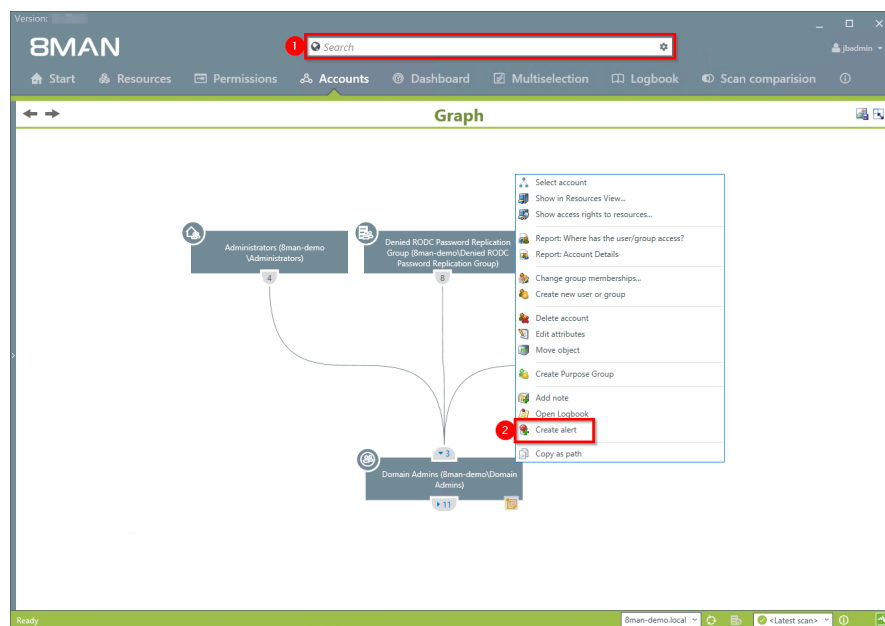 Version:
8MAN
1
Search
jbadmin
Start
Resources
Permissions
Accounts
Dashboard
Multiselection
Logbook
Scan comparision
Graph
Select account
Show in Resources View...
Show access rights to resources...
Report: Where has the user/group access?
Report: Account Details
Change group memberships...
Create new user or group
Delete account
Edit attributes
Move object
Create Purpose Group
Add note
Open Logbook
2
Create alert
Copy as path
Administrators (8man-demo
\Administrators)
4
Denied RODC Password Replication
Group (8man-demo\Denied RODC
Password Replication Group)
8
3
Domain Admins (8man-demo\Domain
Admins)
11
Ready
8man-demo.local
<Latest scan>